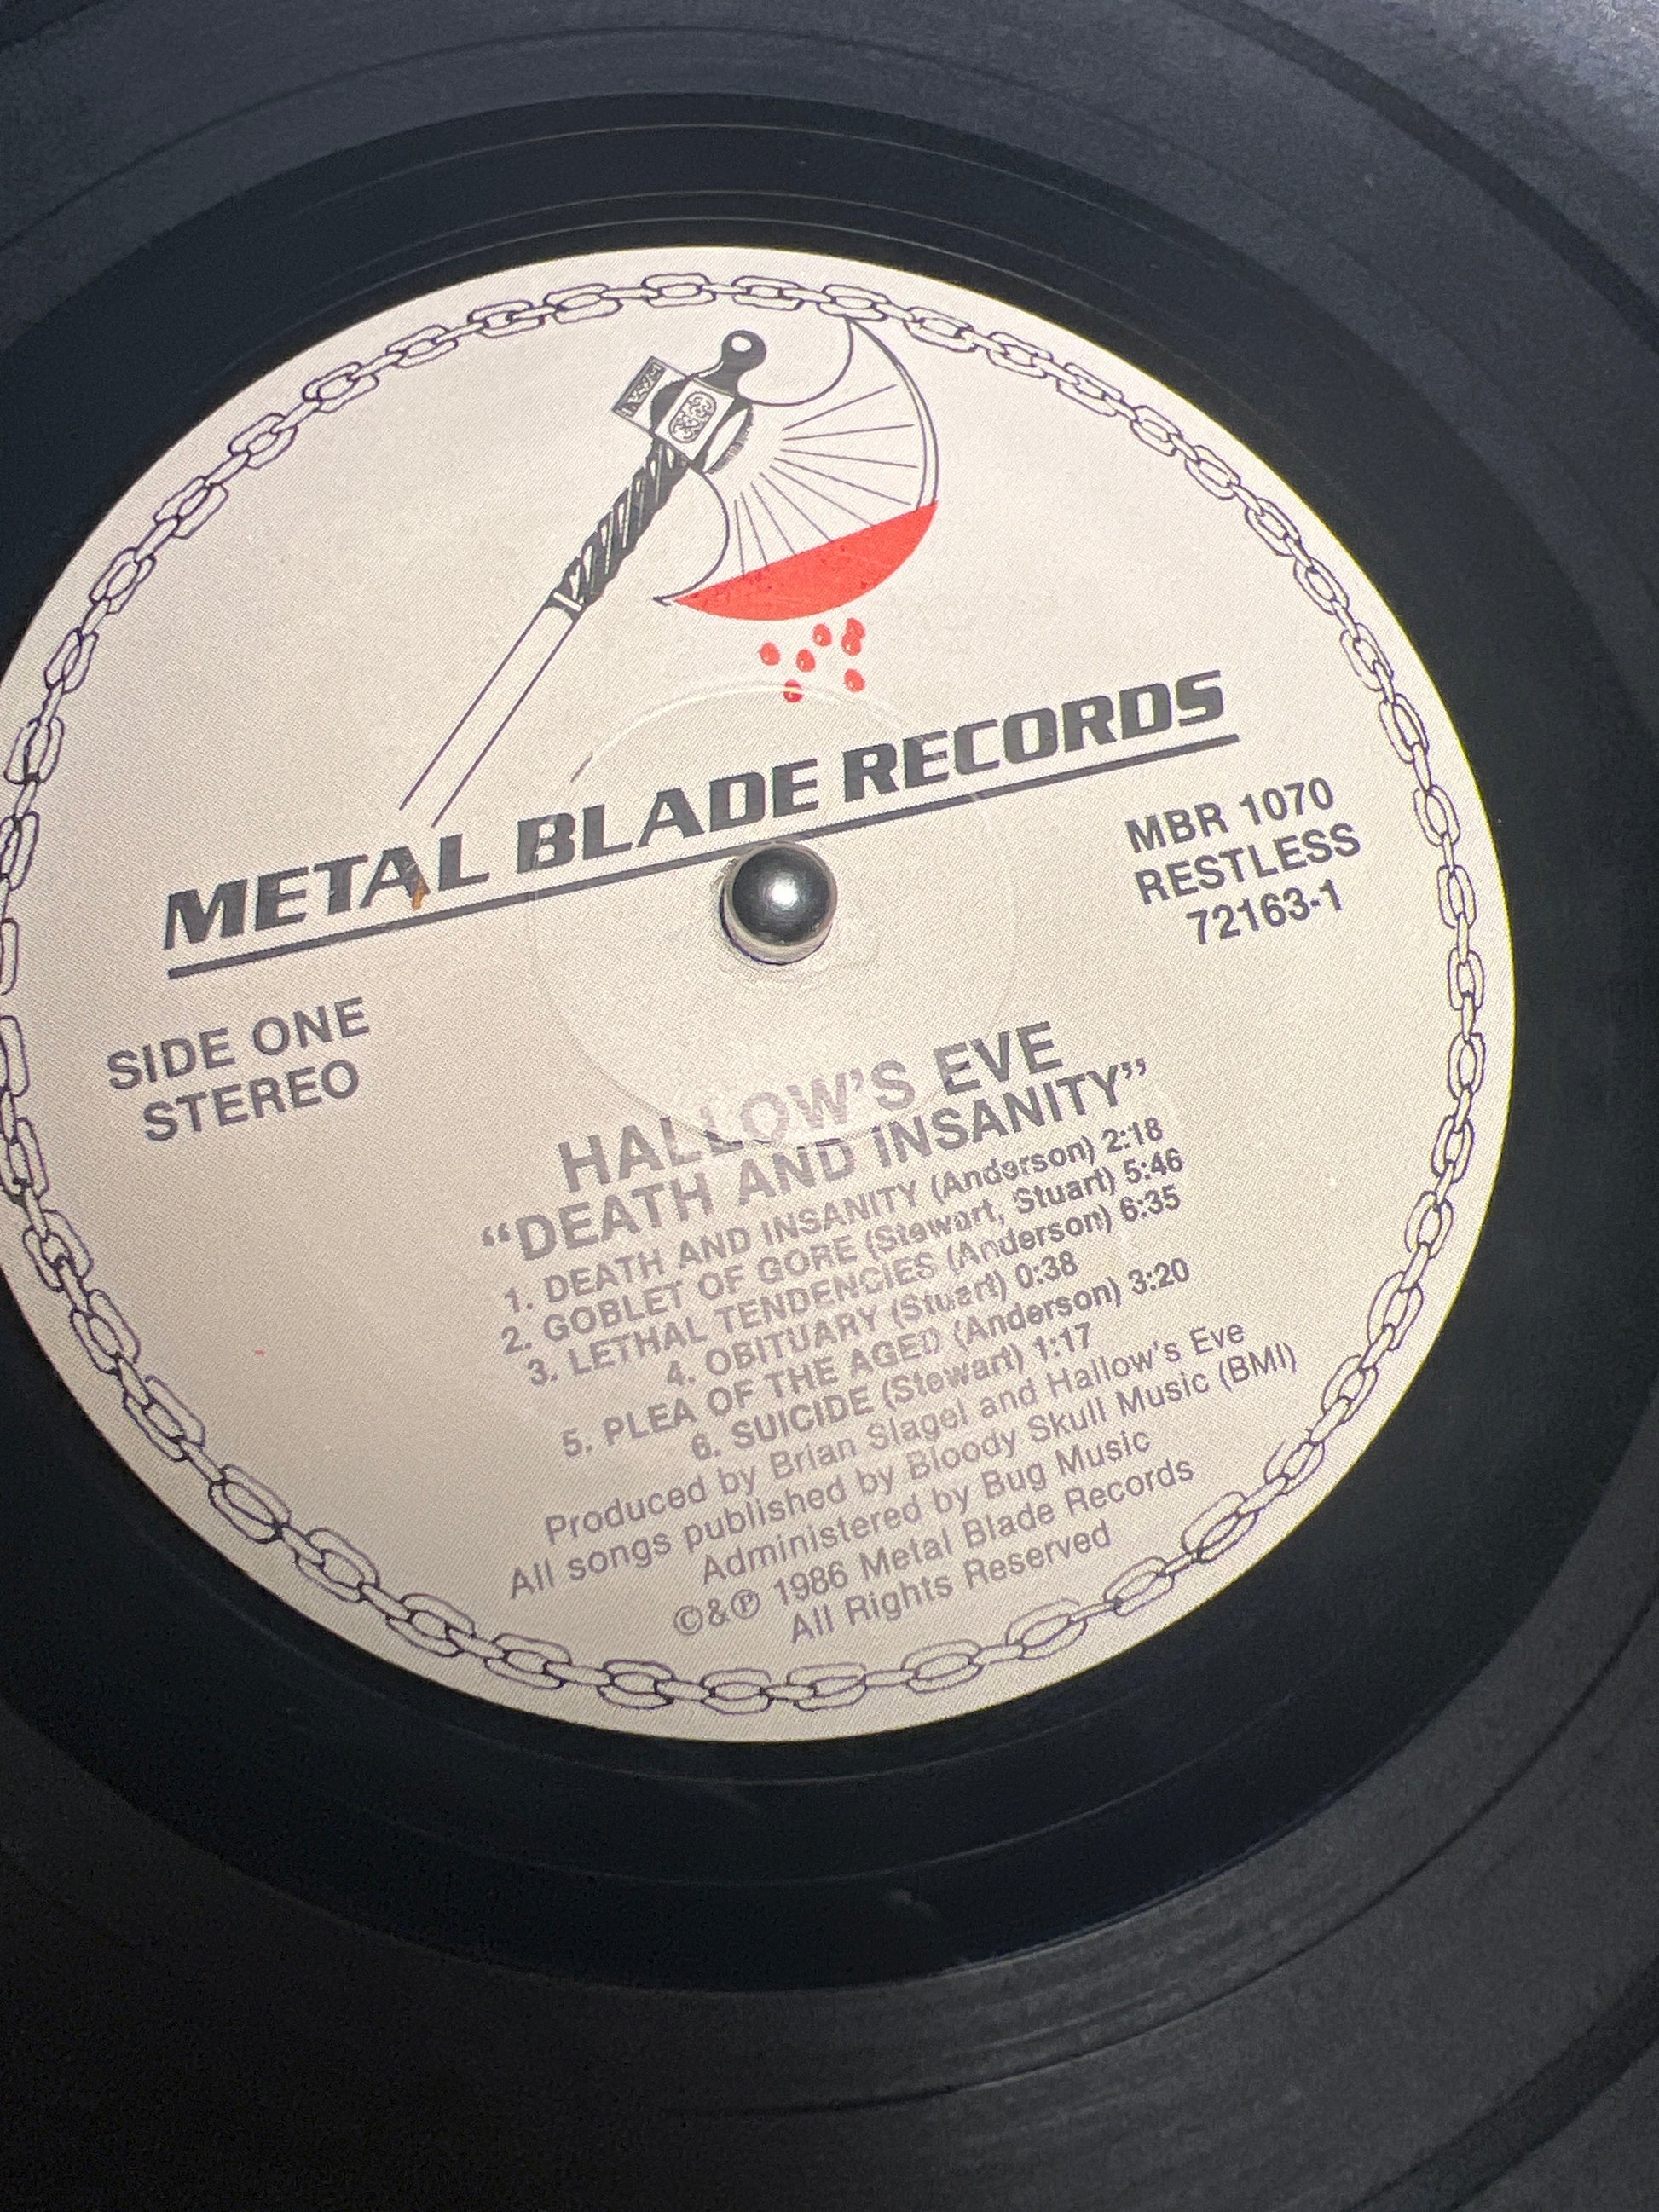 METAL BLADE RECORDS
MBR 1070
RESTLESS
72163-1
SIDE ONE
STEREO
HALLOW'S EVE
"DEATH AND INSANITY"
1. DEATH AND INSANITY (Anderson) 2:18
2. GOBLET OF GORE (Stewart, Stuart) 5:46
3. LETHAL TENDENCIES (Anderson) 6:35
4. OBITUARY (Stuart) 0:38
5. PLEA OF THE AGED (Anderson) 3:20
6. SUICIDE (Stewart) 1:17
Produced by Brian Slagel and Hallow's Eve
All songs published by Bloody Skull Music (BMI)
Administered by Bug Music
©&℗ 1986 Metal Blade Records
All Rights Reserved